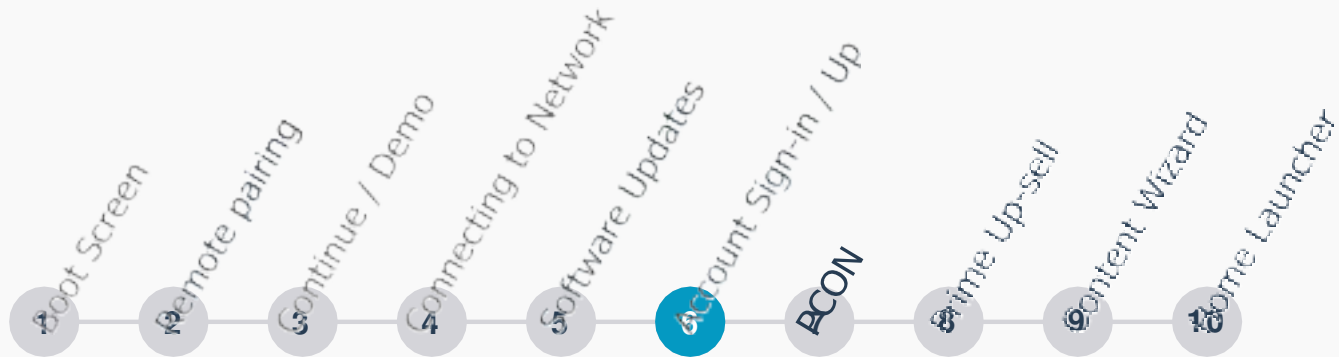 Boot Screen
Remote pairing
Continue / Demo
Connecting to Network
Software Updates
Account Sign-in / Up
PCON
Prime Up-sell
Content Wizard
Home Launcher
1
2
3
4
5
6
8
9
10